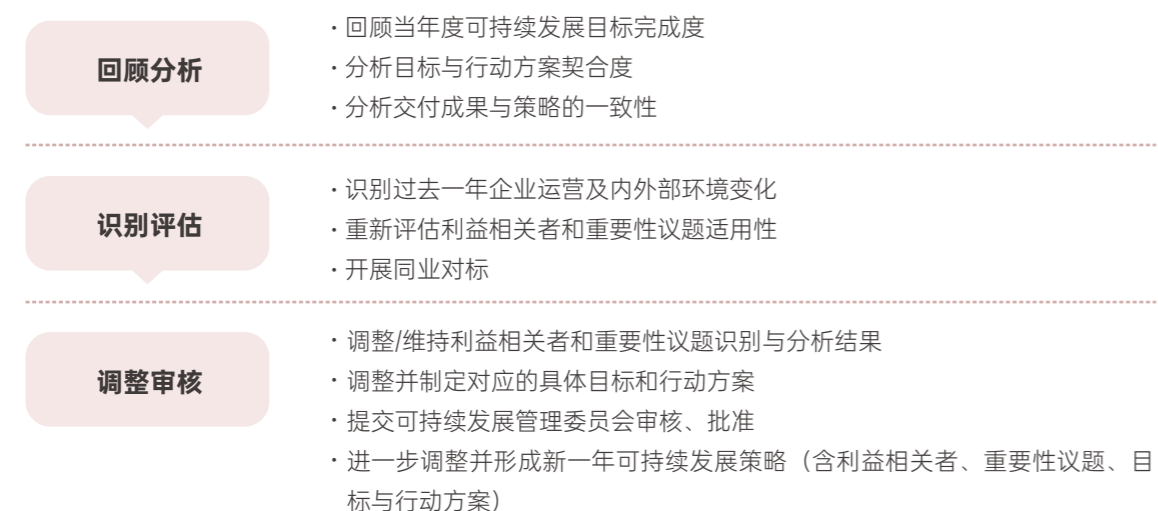 回顾分析
·回顾当年度可持续发展目标完成度
·分析目标与行动方案契合度
·分析交付成果与策略的一致性
识别评估
·识别过去一年企业运营及内外部环境变化
·重新评估利益相关者和重要性议题适用性
·开展同业对标
调整审核
·调整/维持利益相关者和重要性议题识别与分析结果
·调整并制定对应的具体目标和行动方案
·提交可持续发展管理委员会审核、批准
·进一步调整并形成新一年可持续发展策略（含利益相关者、重要性议题、目
标与行动方案）